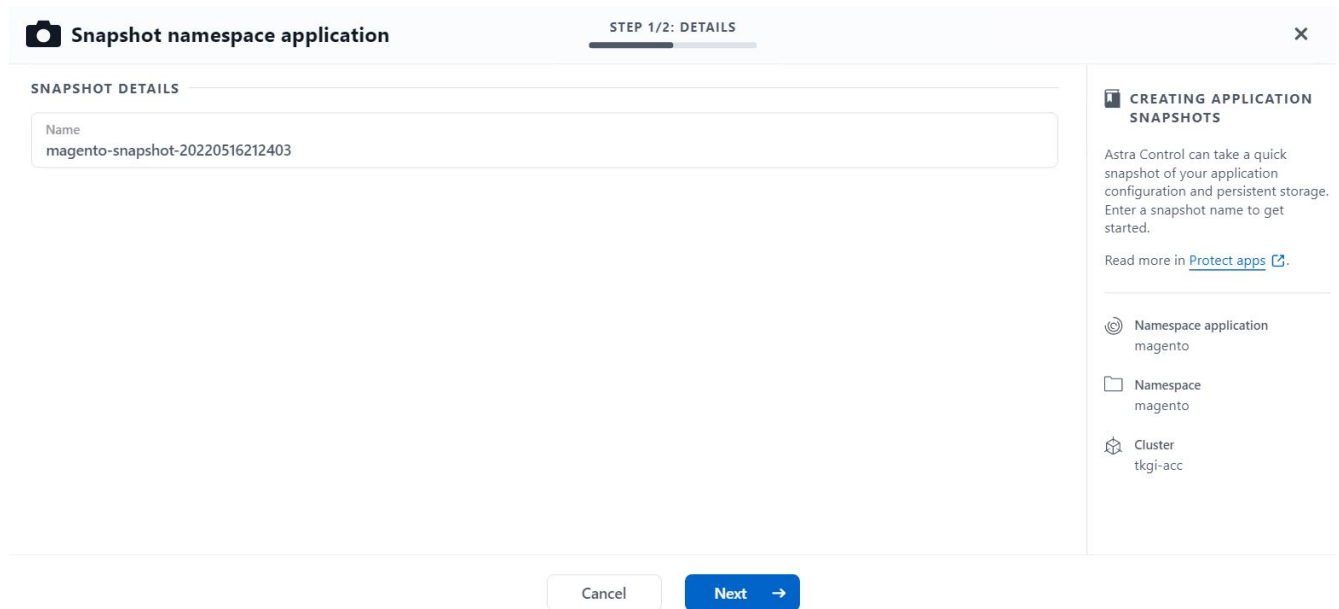 Snapshot namespace application
STEP 1/2: DETAILS
SNAPSHOT DETAILS
Name
magento-snapshot-20220516212403
CREATING APPLICATION
SNAPSHOTS
Astra Control can take a quick
snapshot of your application
configuration and persistent storage.
Enter a snapshot name to get
started.
Read more in Protect apps.
Namespace application
magento
Namespace
magento
Cluster
tkgi-acc
Cancel
Next